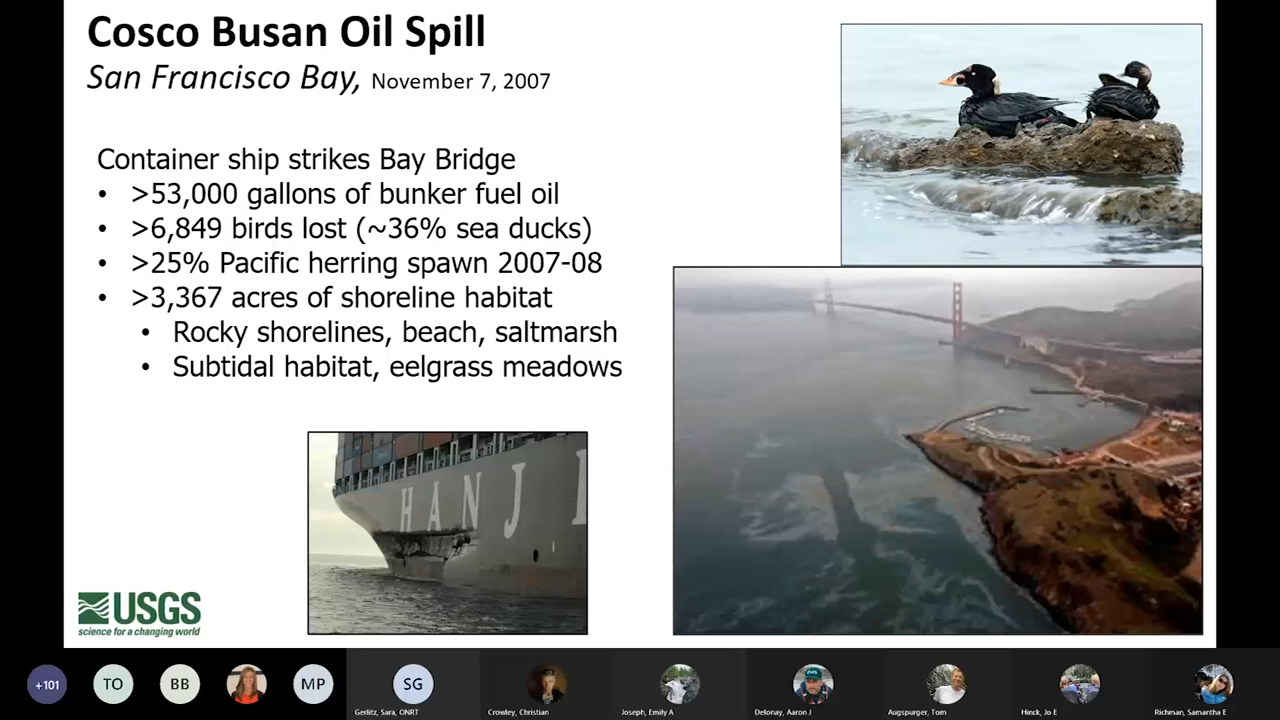 Cosco Busan Oil Spill
San Francisco Bay, November 7, 2007
Container ship strikes Bay Bridge
• >53,000 gallons of bunker fuel oil
• >6,849 birds lost (~36% sea ducks)
• >25% Pacific herring spawn 2007-08
• >3,367 acres of shoreline habitat
• Rocky shorelines, beach, saltmarsh
• Subtidal habitat, eelgrass meadows
HANJI
USGS
science for a changing world
+101 TO BB MP SG
Gerlitz, Sara, ONRT Crowley, Christian Joseph, Emily A Delonay, Aaron J Augspurger, Tom Hinck, Jo E Richman, Samantha E